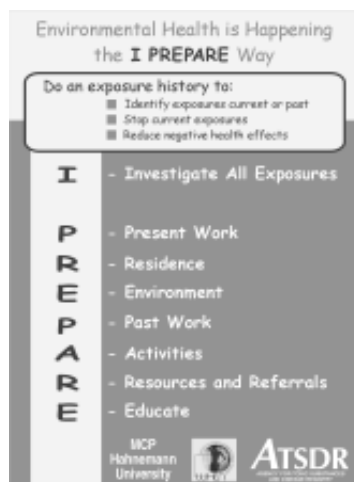 Environmental Health is Happening
the I PREPARE Way
Do an exposure history to:
Identify exposures current or past
Stop current exposures
Reduce negative health effects
I - Investigate All Exposures
P - Present Work
R - Residence
E - Environment
P - Past Work
A - Activities
R - Resources and Referrals
E - Educate
MCP
Hahnemann
University
ATSDR